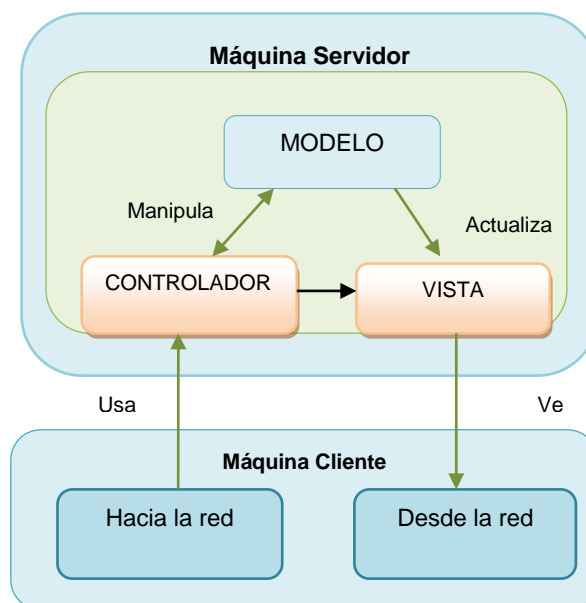 Máquina Servidor
MODELO
Manipula
Actualiza
CONTROLADOR
VISTA
Usa
Ve
Máquina Cliente
Hacia la red
Desde la red